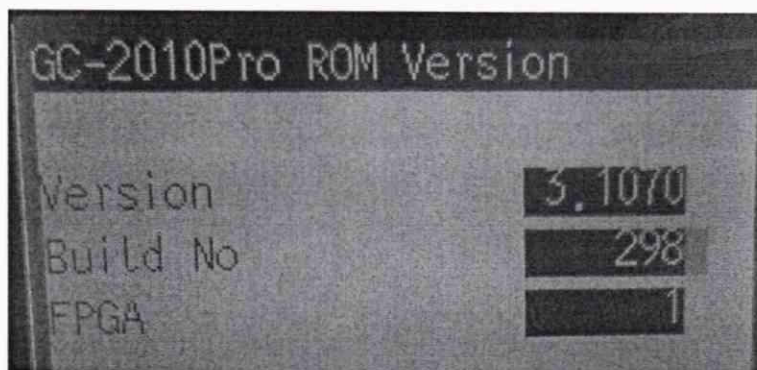 GC-2010Pro ROM Version
Version 3.1070
Build No 298
FPGA 1